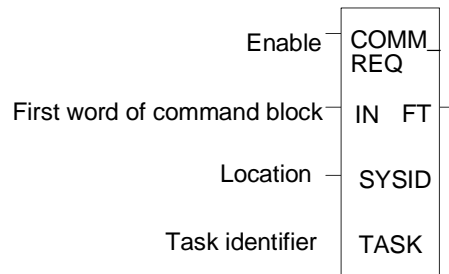 Enable COMM_
REQ
First word of command block IN FT
Location SYSID
Task identifier TASK